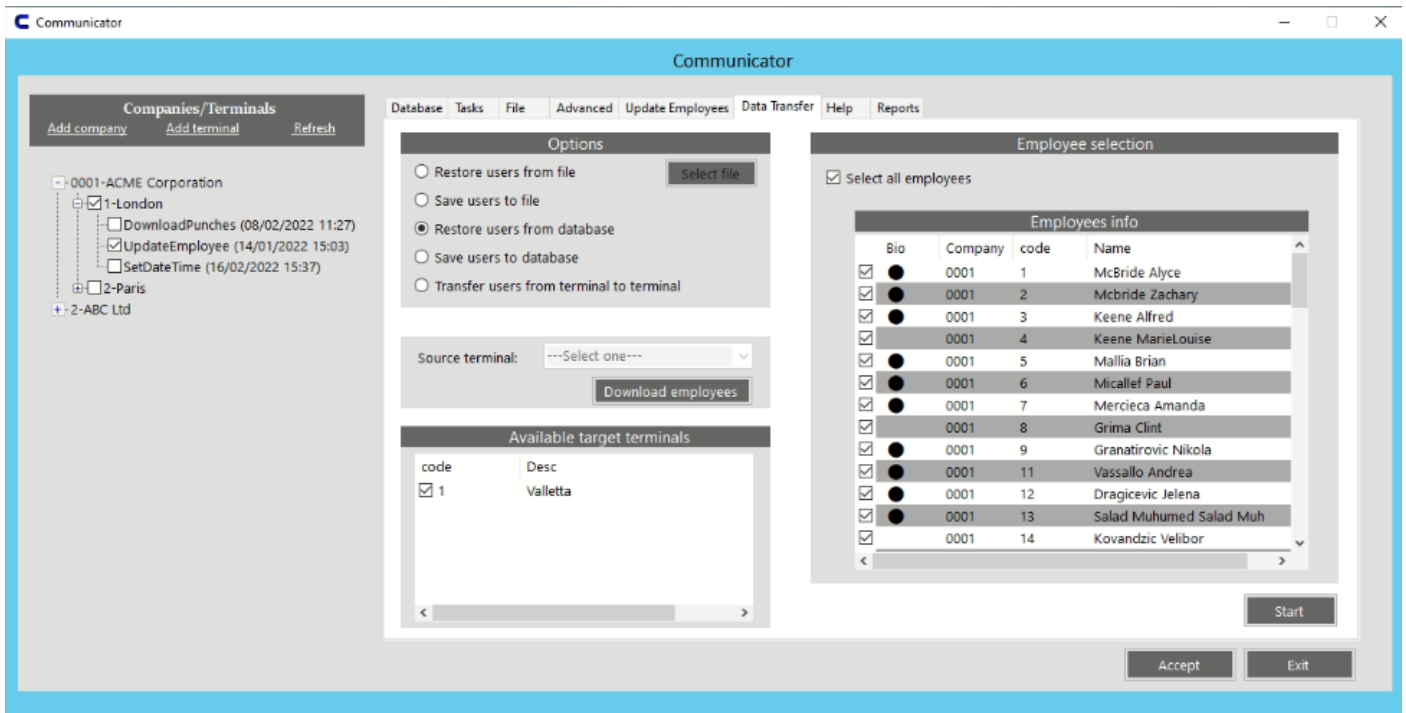 Communicator
Communicator
Companies/Terminals
Add company Add terminal Refresh
0001-ACME Corporation
1-London
DownloadPunches (08/02/2022 11:27)
UpdateEmployee (14/01/2022 15:03)
SetDateTime (16/02/2022 15:37)
2-Paris
2-ABC Ltd
Database Tasks File Advanced Update Employees Data Transfer Help Reports
Options
Restore users from file Select file
Save users to file
Restore users from database
Save users to database
Transfer users from terminal to terminal
Source terminal: ---Select one---
Download employees
Available target terminals
code Desc
1 Valletta
Employee selection
Select all employees
Employees info
Bio Company code Name
0001 1 McBride Alyce
0001 2 Mcbride Zachary
0001 3 Keene Alfred
0001 4 Keene MarieLouise
0001 5 Mallia Brian
0001 6 Micallef Paul
0001 7 Mercieca Amanda
0001 8 Grima Clint
0001 9 Granatirovic Nikola
0001 11 Vassallo Andrea
0001 12 Dragicevic Jelena
0001 13 Salad Muhumed Salad Muh
0001 14 Kovandzic Velibor
Start
Accept Exit